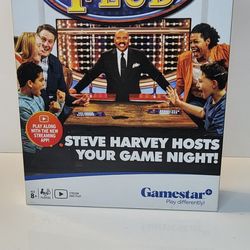 FEUD
PLAY ALONG
WITH THE NEW
STREAMING
APP!
STEVE HARVEY HOSTS
YOUR GAME NIGHT!
8+
Gamestar+
Play differently!